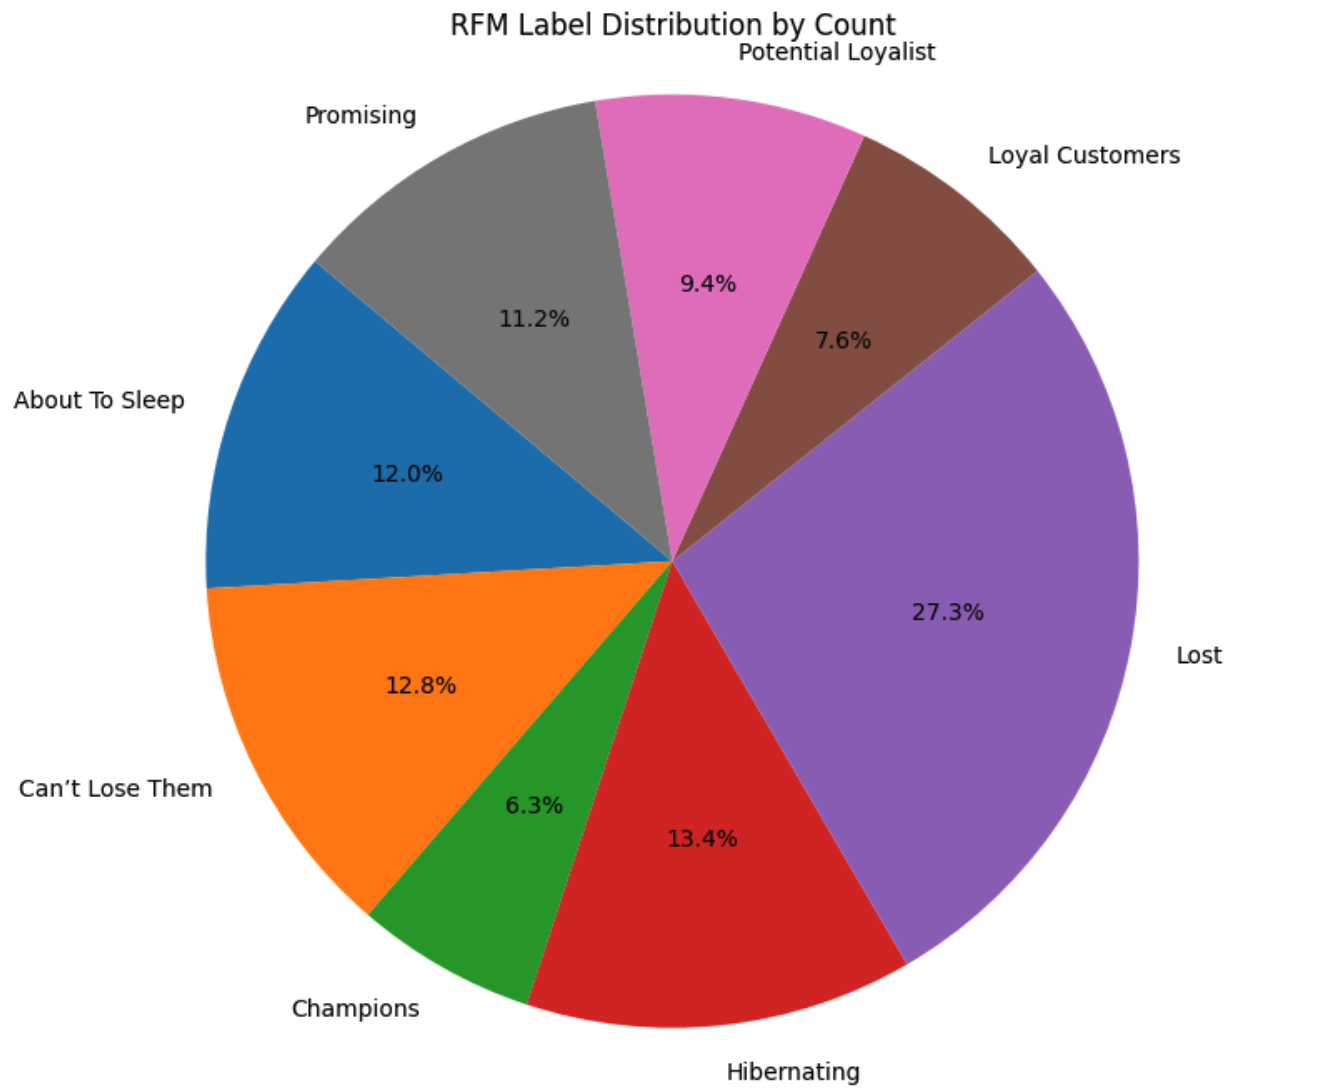 RFM Label Distribution by Count
Potential Loyalist
Promising
Loyal Customers
9.4%
11.2%
7.6%
About To Sleep
12.0%
27.3%
Lost
12.8%
Can’t Lose Them
6.3%
13.4%
Champions
Hibernating